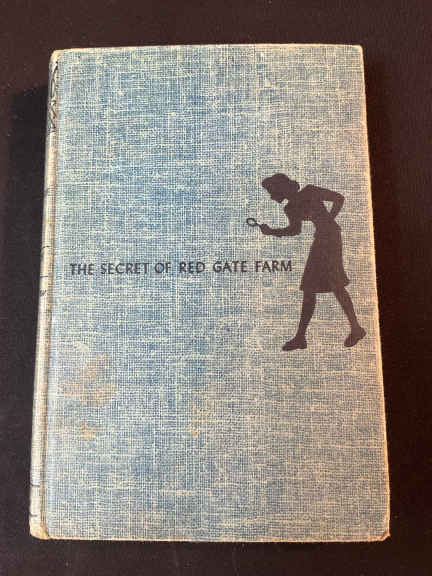 THE SECRET OF RED GATE FARM